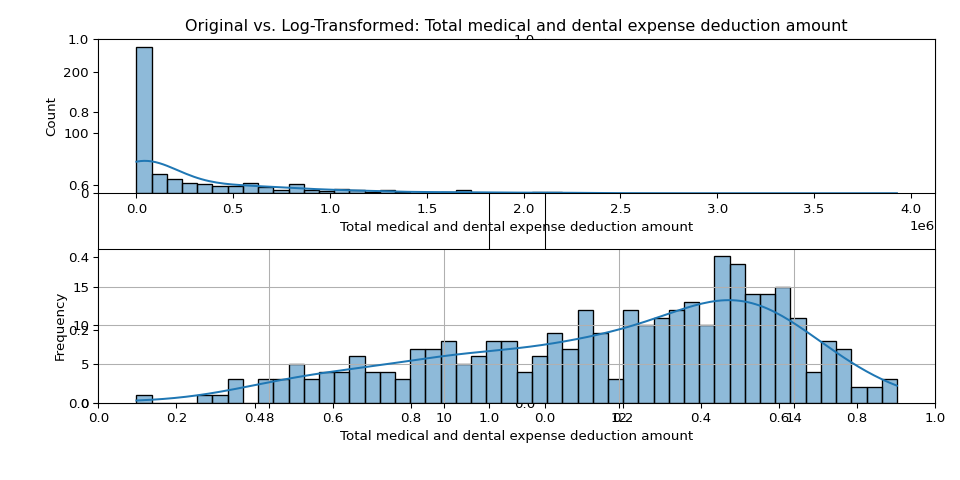 Original vs. Log-Transformed: Total medical and dental expense deduction amount
1.0
1.0
200
0.8
100
0.6
0
Count
0.0 0.5 1.0 1.5 2.0 2.5 3.0 3.5 4.0
1e6
Total medical and dental expense deduction amount
0.4
15
10
5
0.0
Frequency
0.0 0.2 0.4 8 0.6 0.8 10 1.0 0.0 0.2 12 0.4 0.6 14 0.8 1.0
0.0
Total medical and dental expense deduction amount